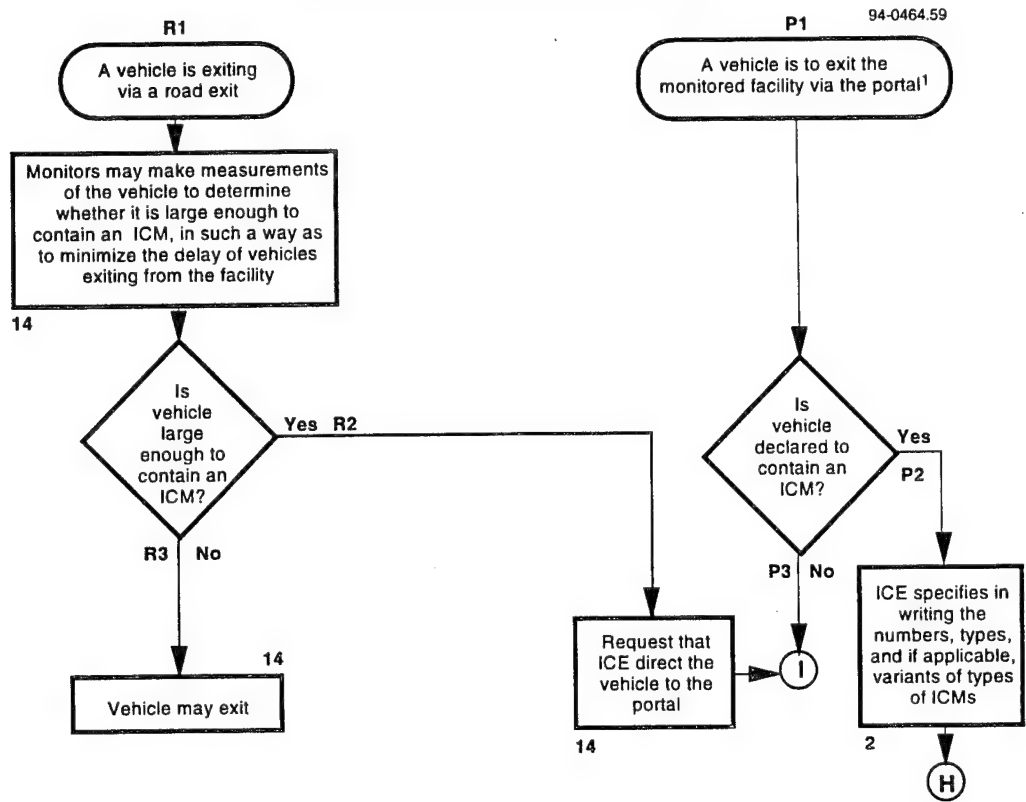 94-0464.59
R1
A vehicle is exiting
via a road exit
Monitors may make measurements
of the vehicle to determine
whether it is large enough to
contain an ICM, in such a way as
to minimize the delay of vehicles
exiting from the facility
14
Is
vehicle
large
enough to
contain an
ICM?
Yes R2
R3 No
14
Vehicle may exit
Request that
ICE direct the
vehicle to the
portal
14
P1
A vehicle is to exit the
monitored facility via the portal¹
Is
vehicle
declared to
contain an
ICM?
Yes
P2
P3 No
I
ICE specifies in
writing the
numbers, types,
and if applicable,
variants of types
of ICMs
2
H